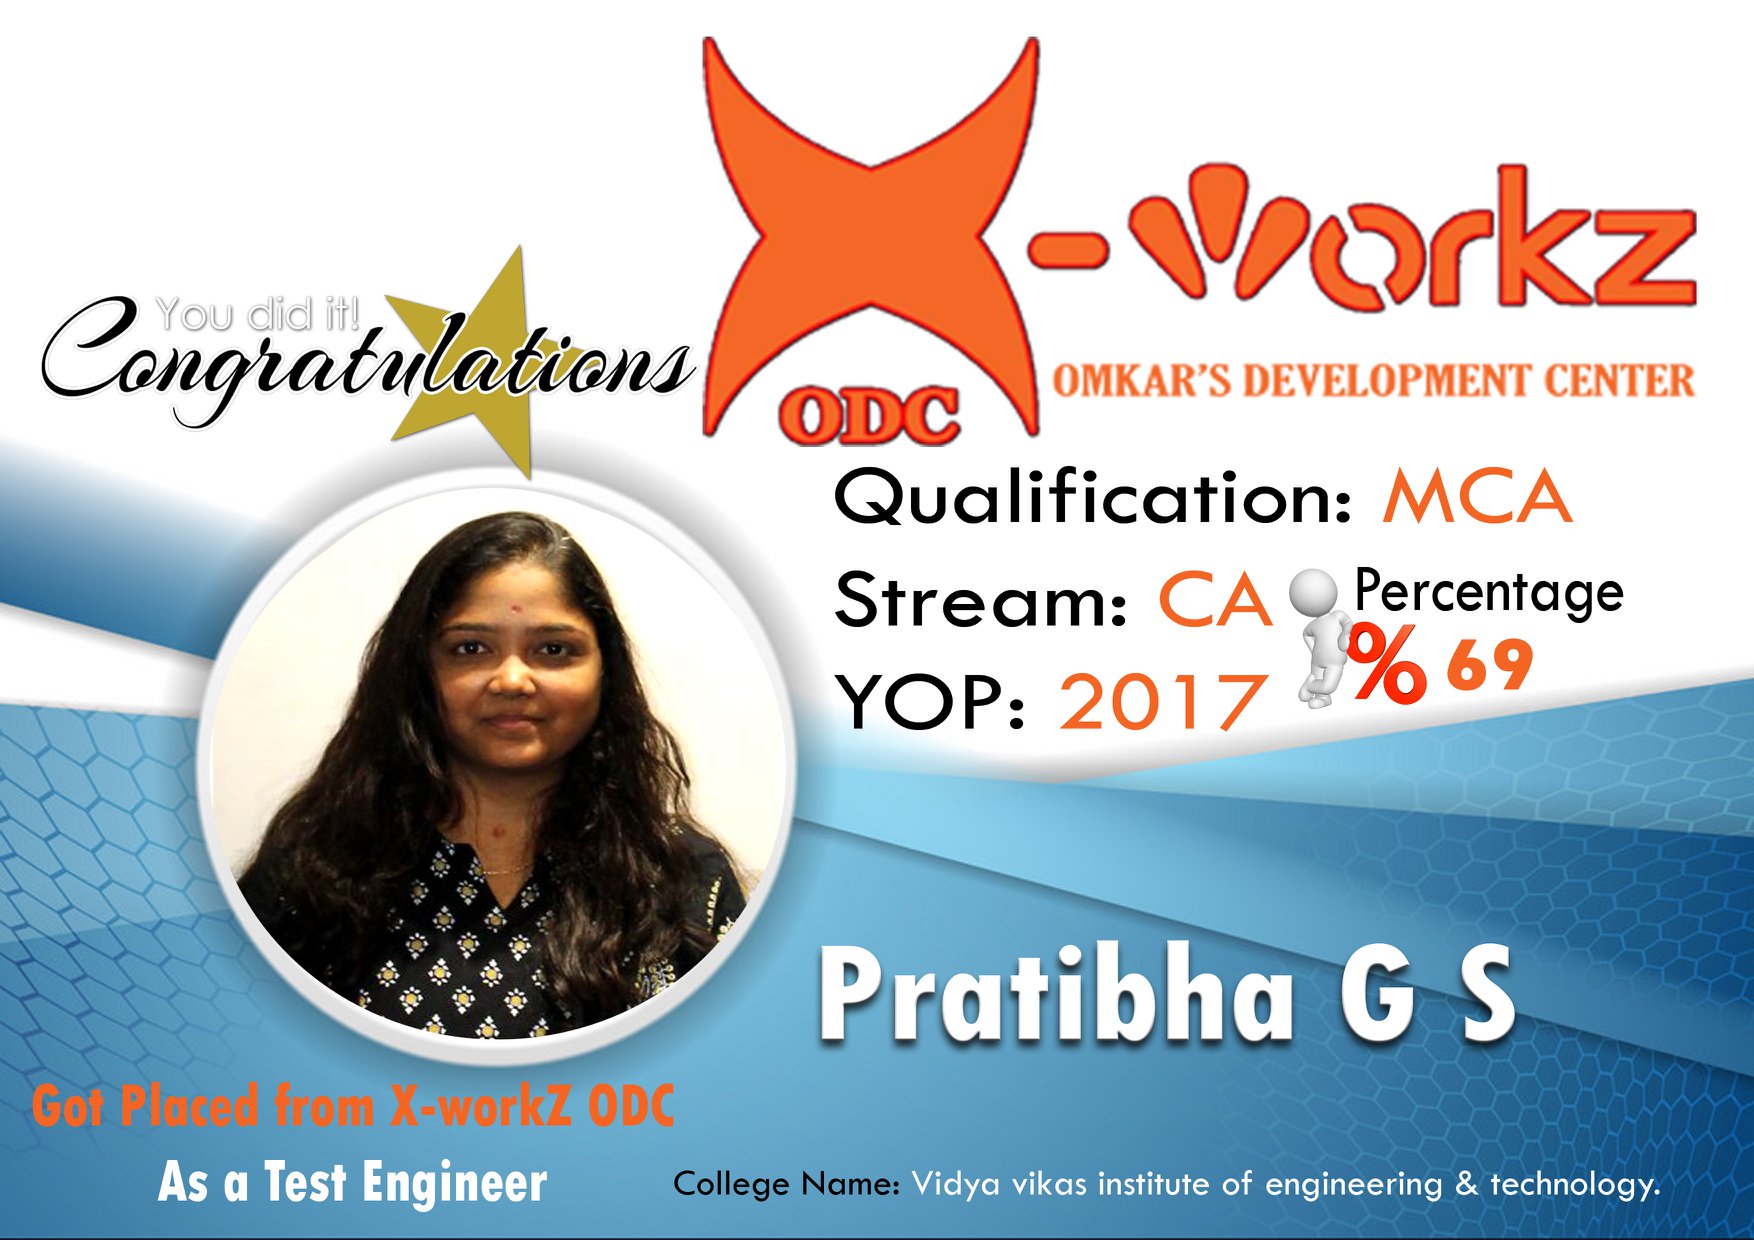 X-workz
OMKAR'S DEVELOPMENT CENTER
ODC
You did it!
Congratulations
Qualification: MCA
Stream: CA
Percentage
% 69
YOP: 2017
Pratibha G S
Got Placed from X-workZ ODC
As a Test Engineer
College Name: Vidya vikas institute of engineering & technology.